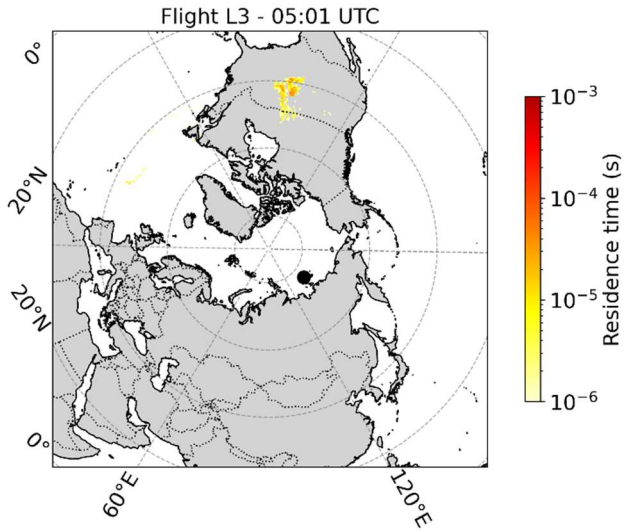 Flight L3 - 05:01 UTC
0°
20°N
20°N
0°
60°E
120°E
10⁻³
10⁻⁴
10⁻⁵
10⁻⁶
Residence time (s)